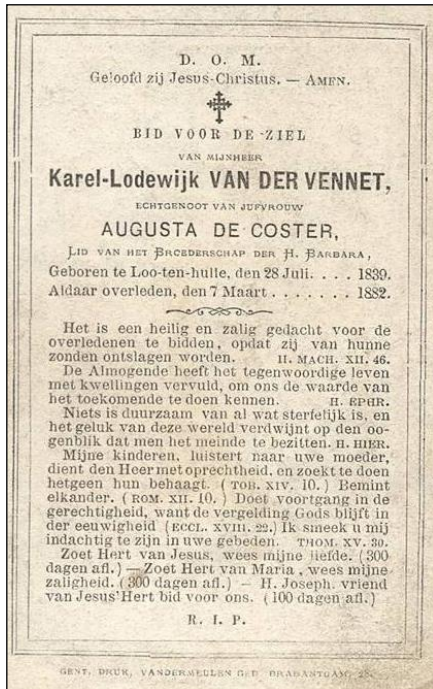 D. O. M.
Geloofd zij Jesus-Christus. — AMEN.
BID VOOR DE ZIEL
VAN MIJNHEER
Karel-Lodewijk VAN DER VENNET,
ECHTGENOOT VAN JUFVROUW
AUGUSTA DE COSTER,
LID VAN HET BROEDERSCHAP DER H. BARBARA,
Geboren te Loo-ten-hulle, den 28 Juli. . . . 1839.
Aldaar overleden, den 7 Maart . . . . . . . 1882.
Het is een heilig en zalig gedacht voor de
overledenen te bidden, opdat zij van hunne
zonden ontslagen worden. II. MACH. XII. 46.
De Almogende heeft het tegenwoordige leven
met kwellingen vervuld, om ons de waarde van
het toekomende te doen kennen. H. EPHR.
Niets is duurzaam van al wat sterfelijk is, en
het geluk van deze wereld verdwijnt op den oo-
genblik dat men het meinde te bezitten. H. HIER.
Mijne kinderen, luistert naar uwe moeder,
dient den Heer met oprechtheid, en zoekt te doen
hetgeen hun behaagt. (TOB. XIV. 10.) Bemint
elkander. (ROM. XII. 10.) Doet voortgang in de
gerechtigheid, want de vergelding Gods blijft in
der eeuwigheid (ECCL. XVIII. 22.) Ik smeek u mij
indachtig te zijn in uwe gebeden. THOM. XV. 30.
Zoet Hert van Jesus, wees mijne liefde. (300
dagen afl.) — Zoet Hert van Maria, wees mijne
zaligheid. (300 dagen afl.) — H. Joseph. vriend
van Jesus' Hert bid voor ons. (100 dagen afl.)
R. I. P.
GENT, DRUK, VANDERMEULEN GEB. BRABANTDAM,